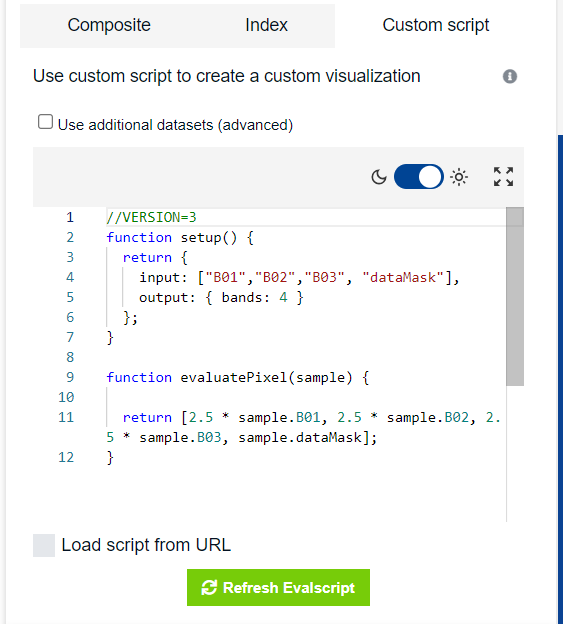 Composite Index Custom script
Use custom script to create a custom visualization
Use additional datasets (advanced)
1 //VERSION=3
2 function setup() {
3 return {
4 input: ["B01","B02","B03", "dataMask"],
5 output: { bands: 4 }
6 };
7 }
8
9 function evaluatePixel(sample) {
10
11 return [2.5 * sample.B01, 2.5 * sample.B02, 2.
5 * sample.B03, sample.dataMask];
12 }
Load script from URL
Refresh Evalscript